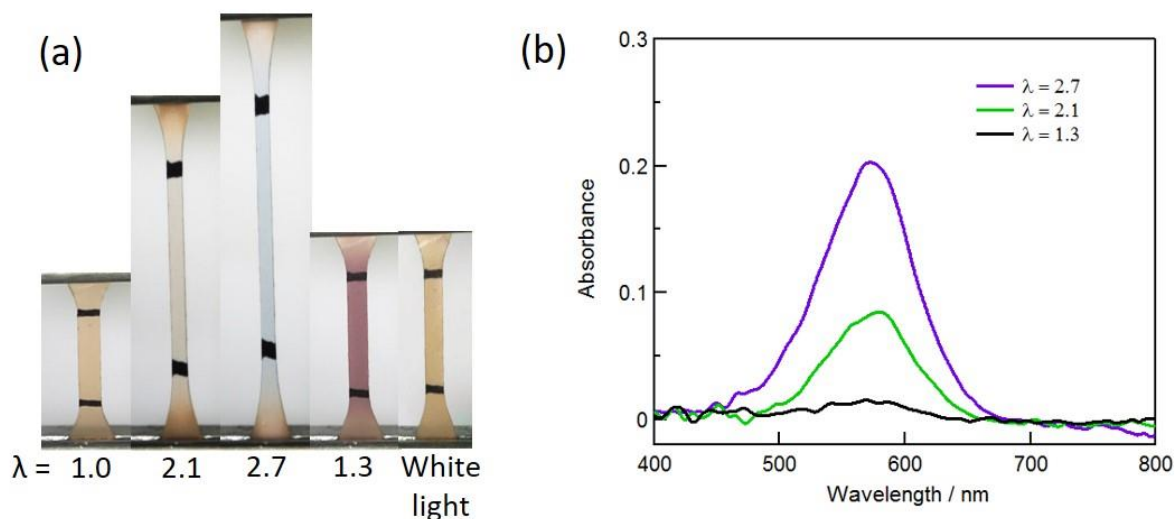 (a)
λ = 1.0 2.1 2.7 1.3 White
light
(b)
0.3
0.2
0.1
0
Absorbance
λ = 2.7
λ = 2.1
λ = 1.3
400 500 600 700 800
Wavelength / nm